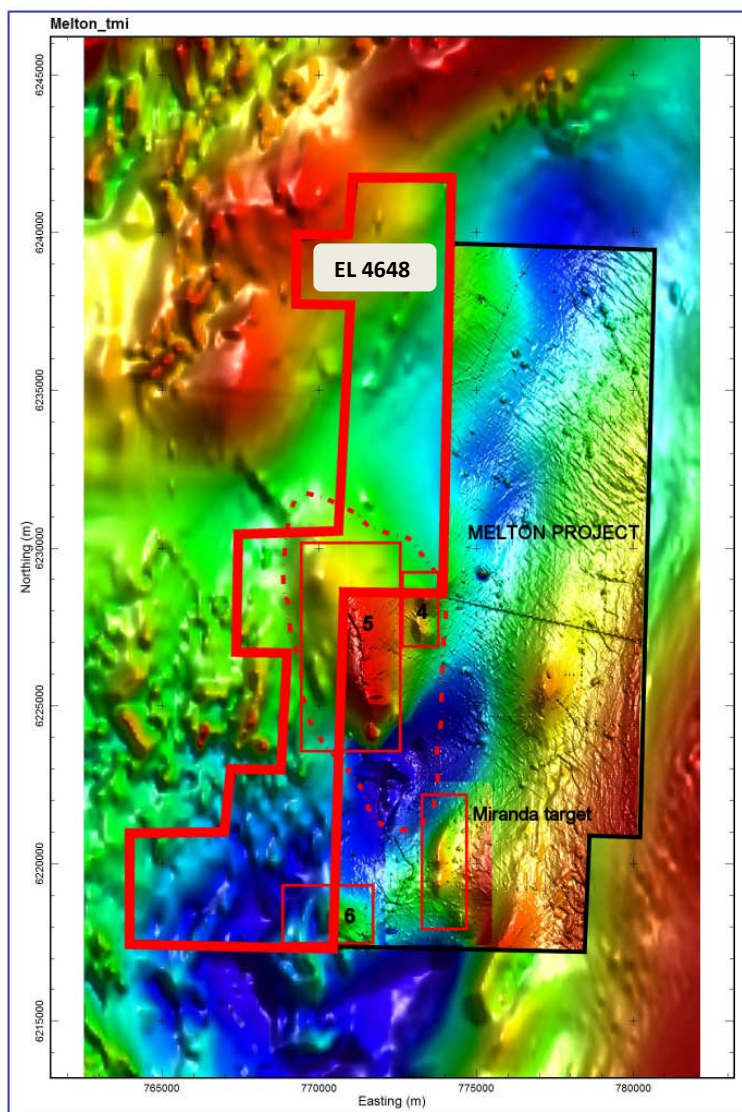 Melton_tmi
6245000
6240000
EL 4648
6235000
6230000
MELTON PROJECT
4
5
6225000
Northing (m)
Miranda target
6220000
6
6215000
765000
770000
775000
780000
Easting (m)